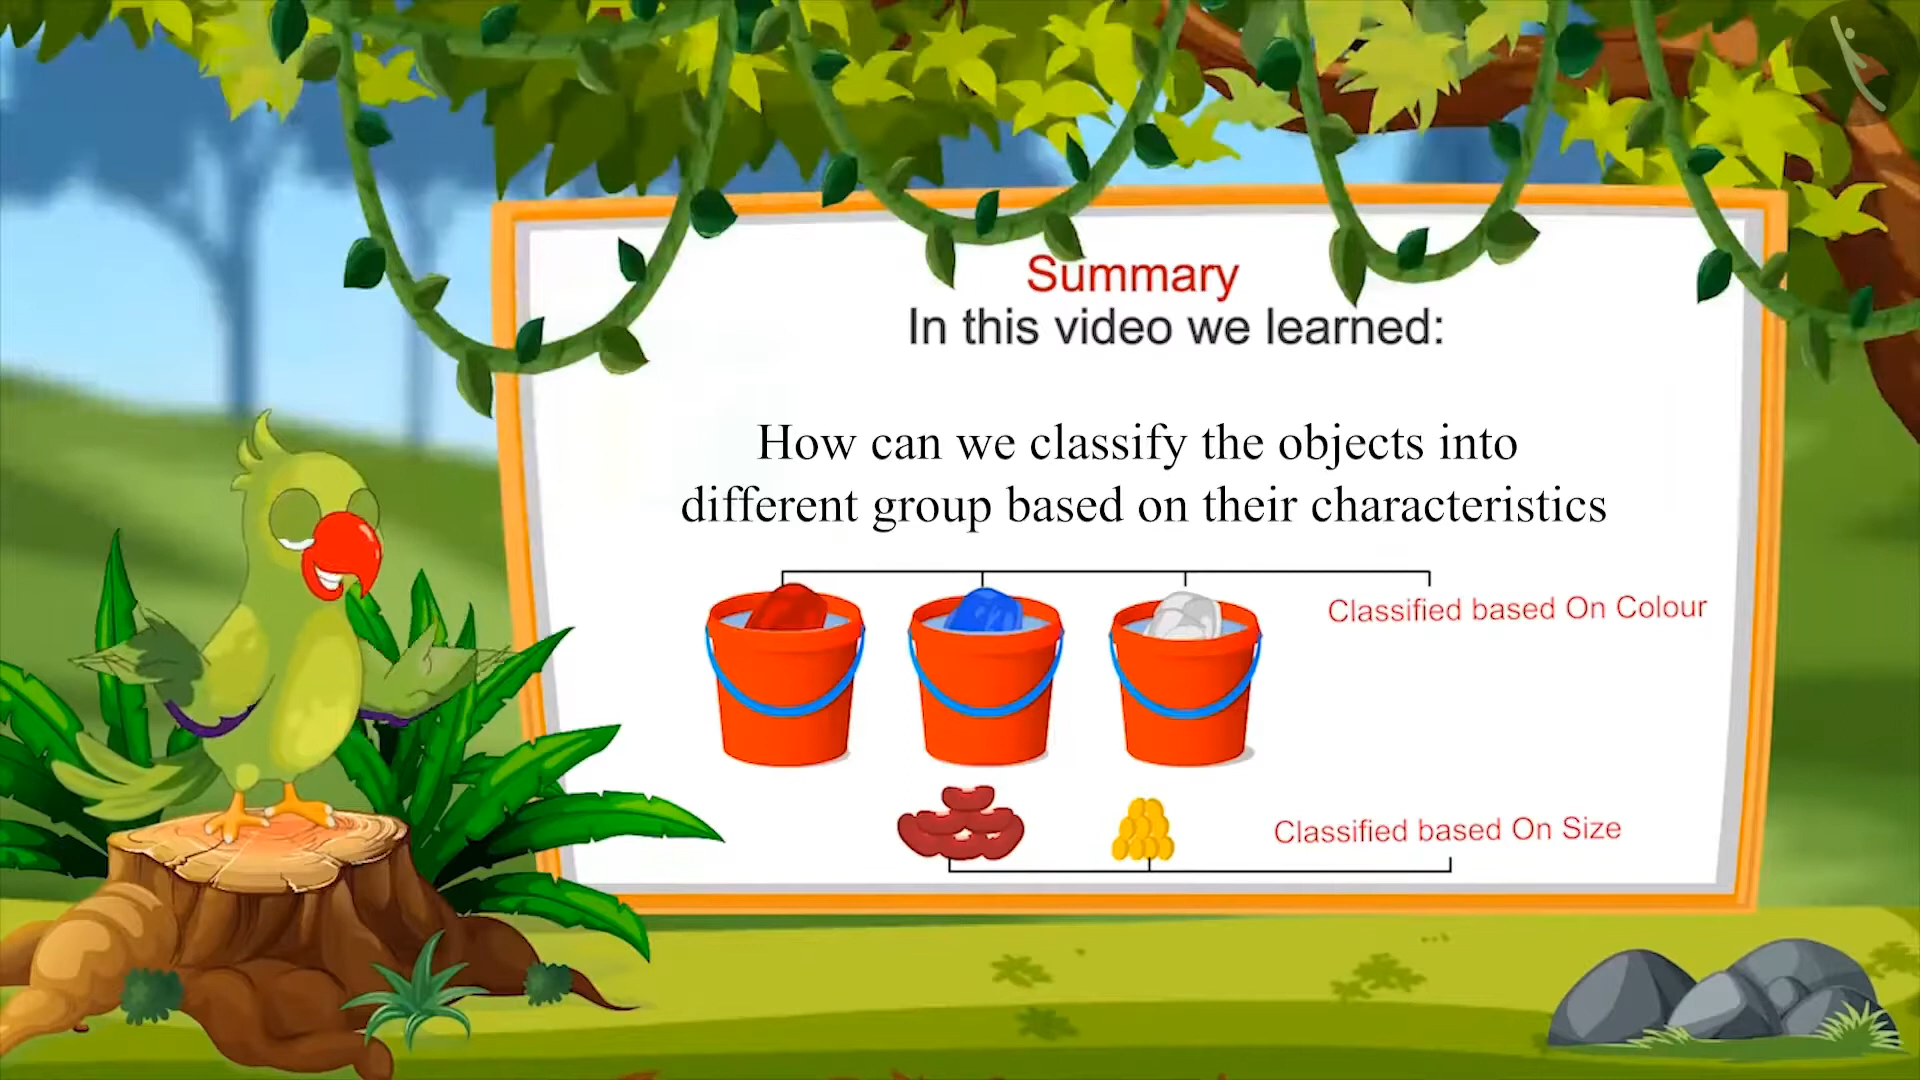 Summary
In this video we learned:
How can we classify the objects into
different group based on their characteristics
Classified based On Colour
Classified based On Size